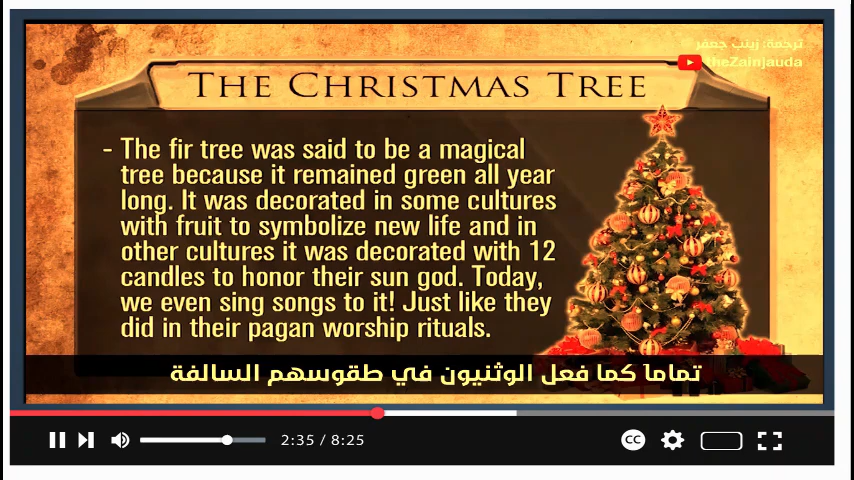 ترجمة: زينب جعفر
theZainjauda
THE CHRISTMAS TREE
- The fir tree was said to be a magical
tree because it remained green all year
long. It was decorated in some cultures
with fruit to symbolize new life and in
other cultures it was decorated with 12
candles to honor their sun god. Today,
we even sing songs to it! Just like they
did in their pagan worship rituals.
تماما كما فعل الوثنيون في طقوسهم السالفة
2:35 / 8:25
CC